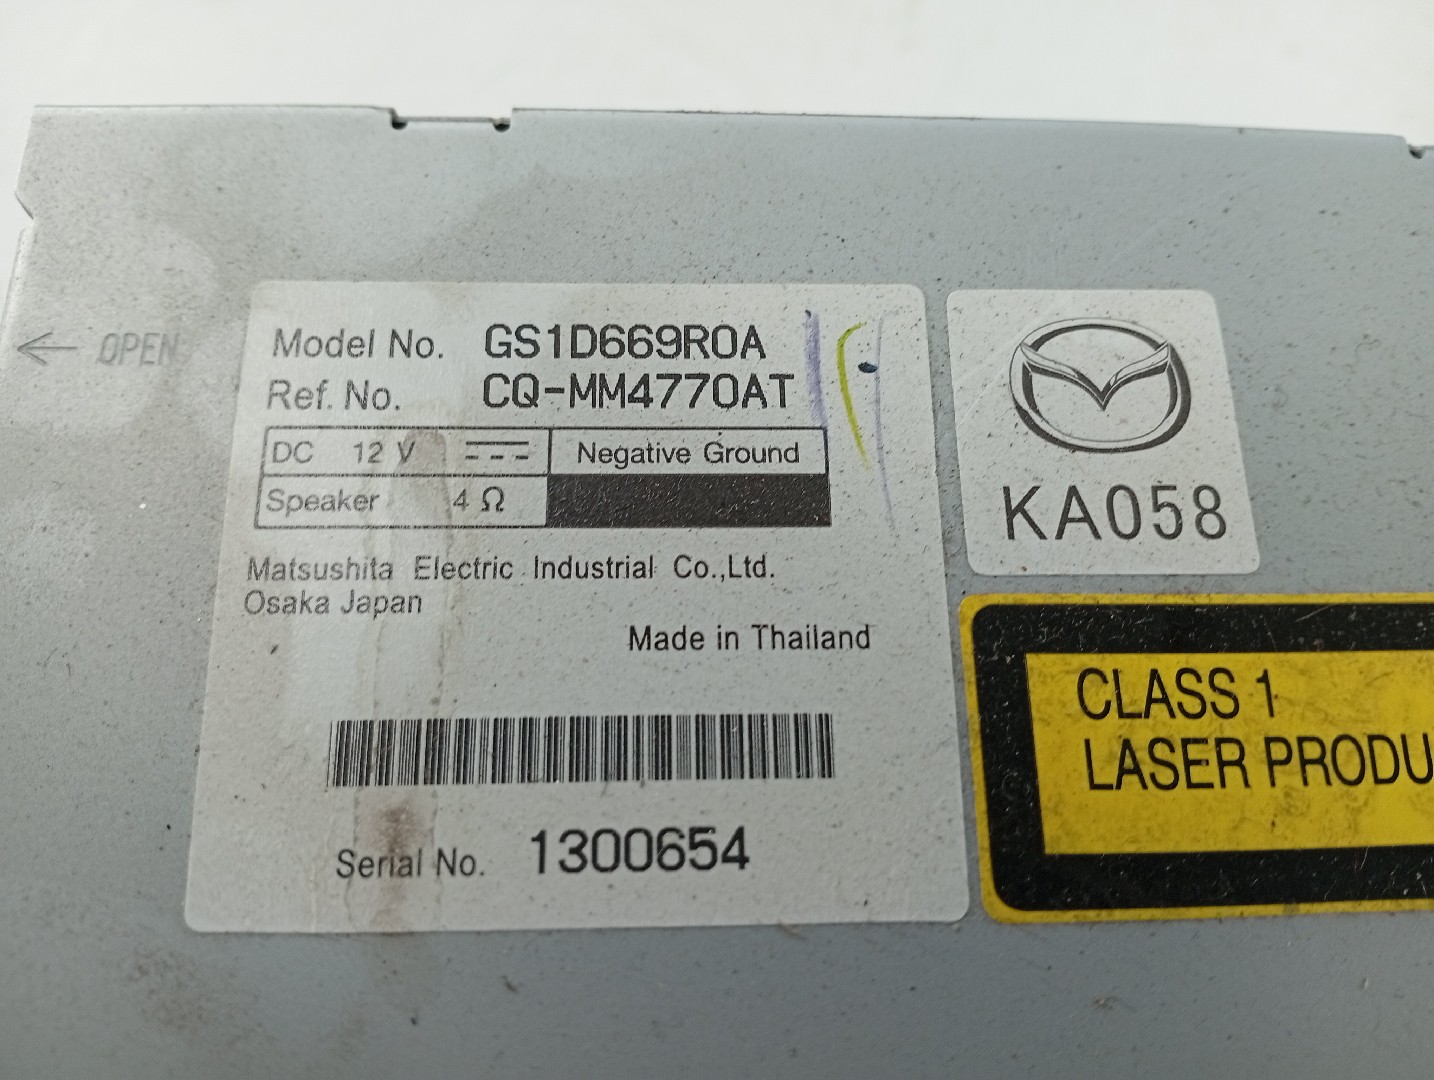 ← OPEN
Model No. GS1D669R0A
Ref. No. CQ-MM4770AT
DC 12 V Negative Ground
Speaker 4 Ω
Matsushita Electric Industrial Co.,Ltd.
Osaka Japan
Made in Thailand
Serial No. 1300654
KA058
CLASS 1
LASER PRODU